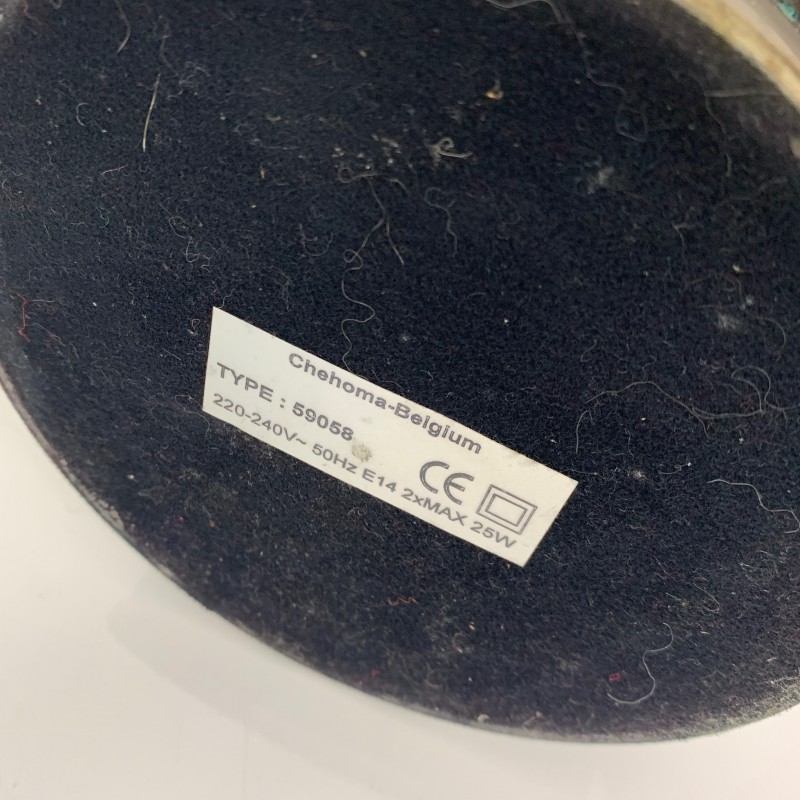 Chehoma-Belgium
TYPE : 59058
CE
220-240V~ 50Hz E14 2xMAX 25W